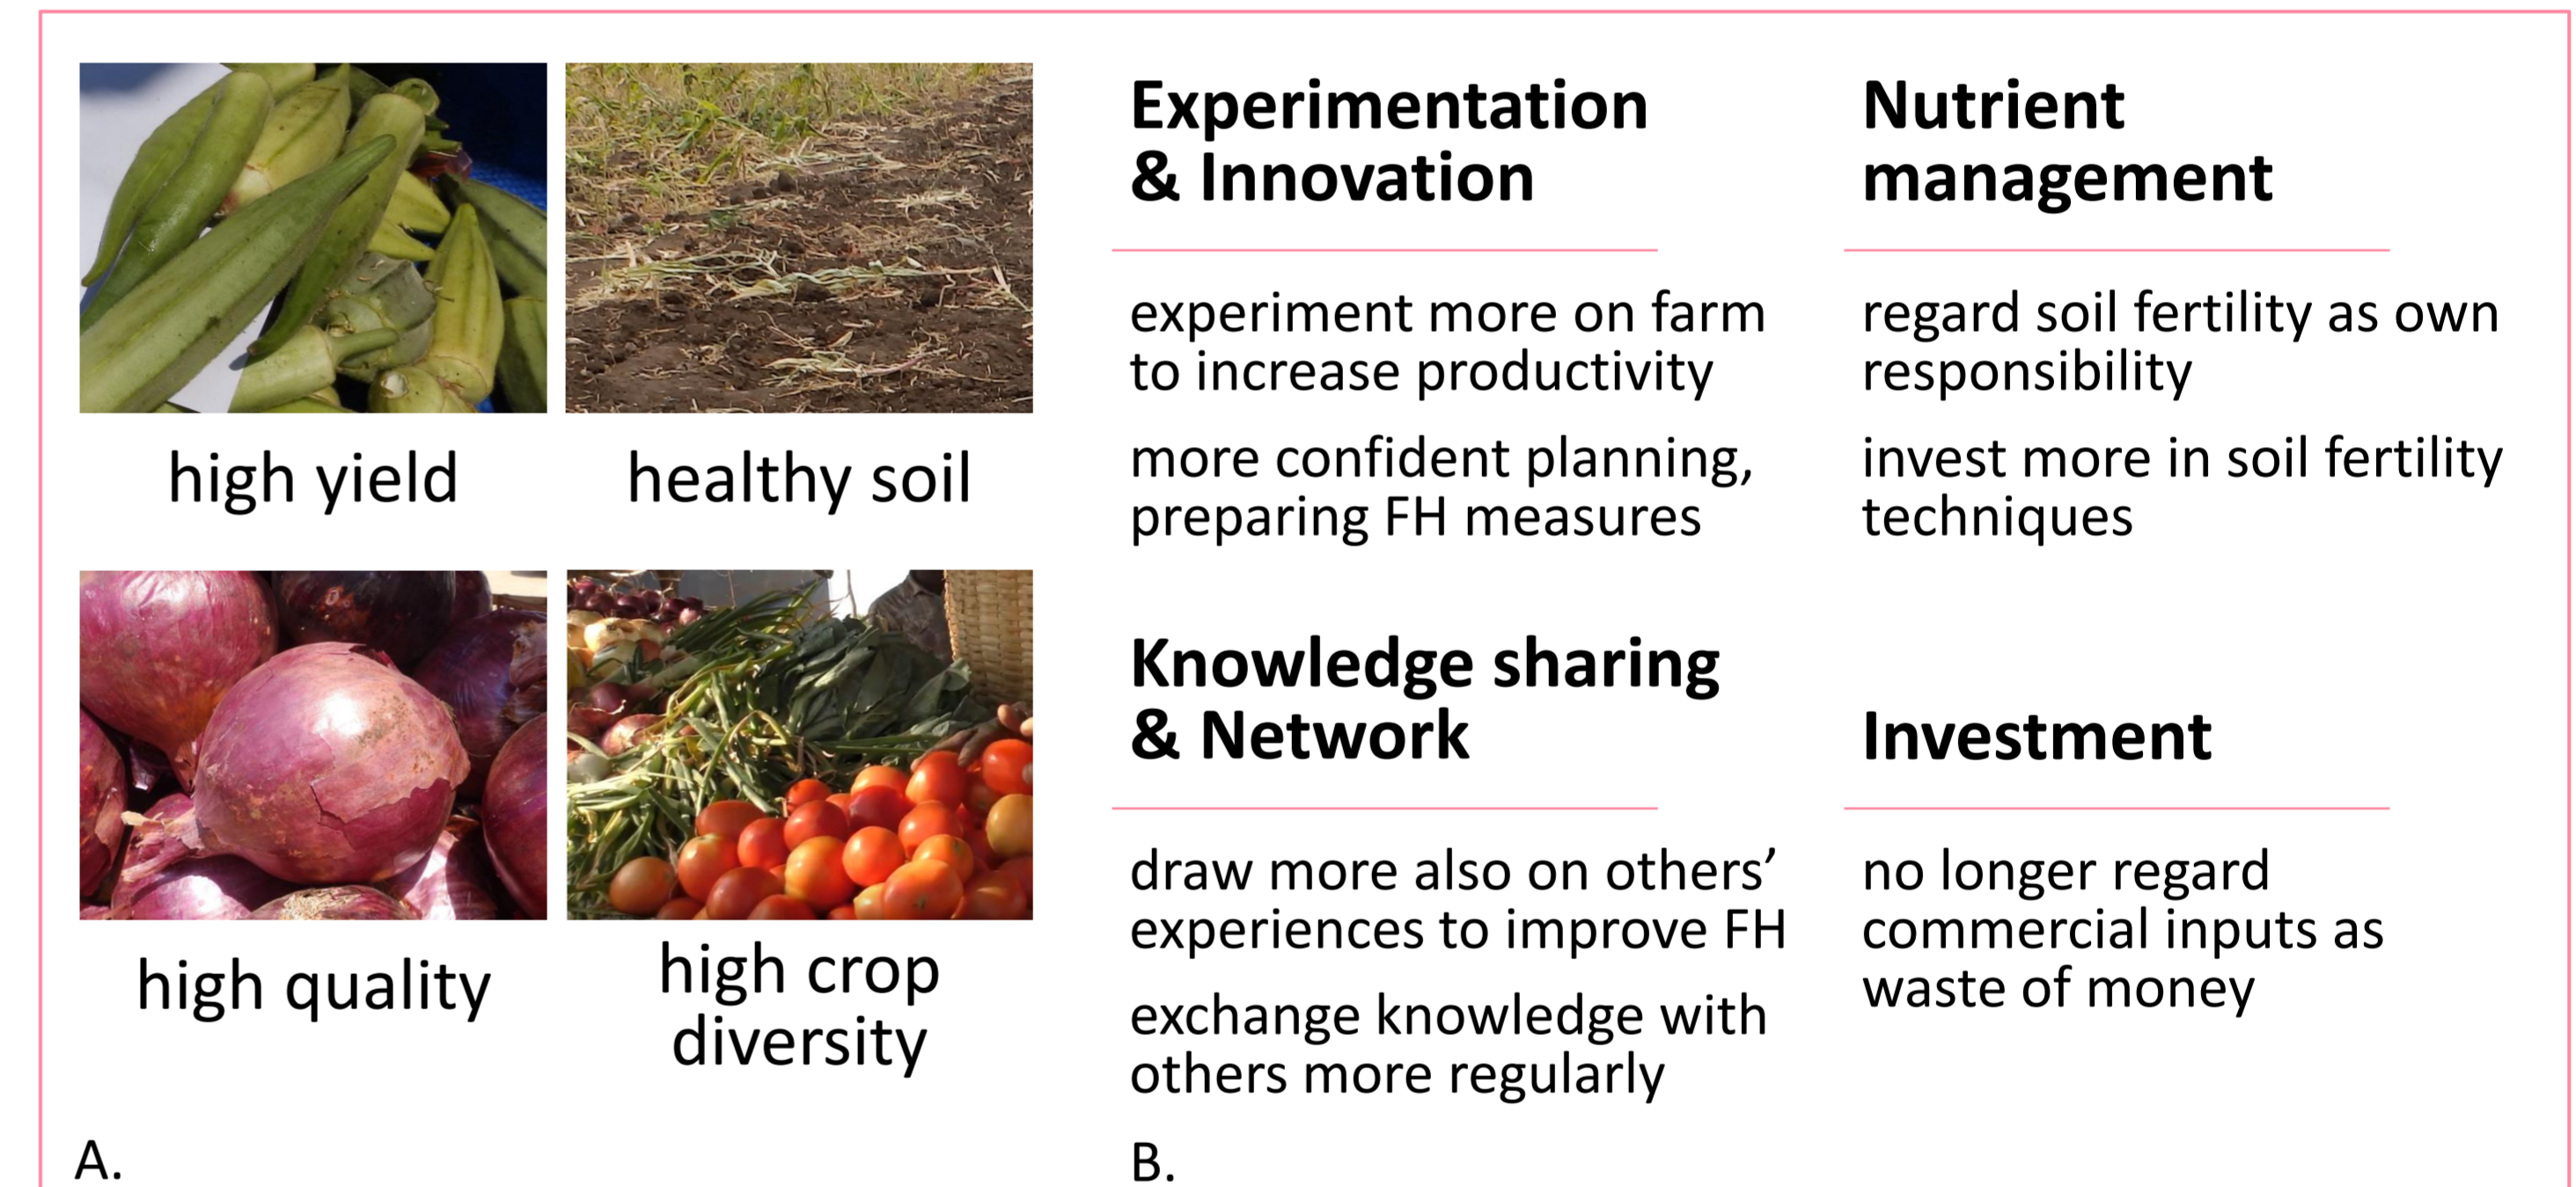 high yield
healthy soil
high quality
high crop
diversity
A.
Experimentation
& Innovation
experiment more on farm
to increase productivity
more confident planning,
preparing FH measures
Nutrient
management
regard soil fertility as own
responsibility
invest more in soil fertility
techniques
Knowledge sharing
& Network
draw more also on others’
experiences to improve FH
exchange knowledge with
others more regularly
Investment
no longer regard
commercial inputs as
waste of money
B.